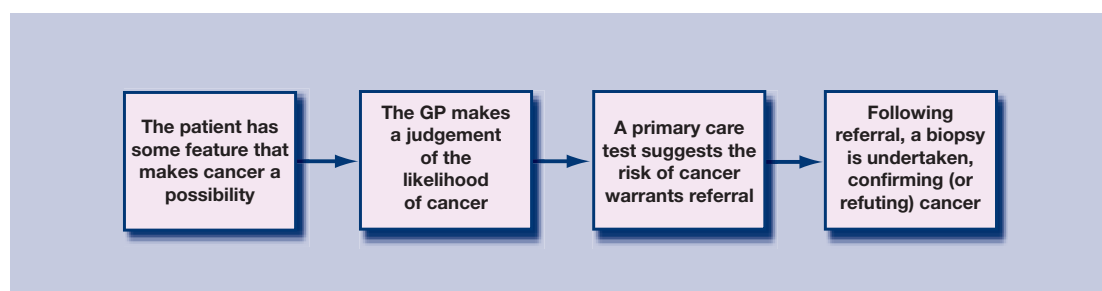 The patient has
some feature that
makes cancer a
possibility
The GP makes
a judgement
of the
likelihood
of cancer
A primary care
test suggests the
risk of cancer
warrants referral
Following
referral, a biopsy
is undertaken,
confirming (or
refuting) cancer